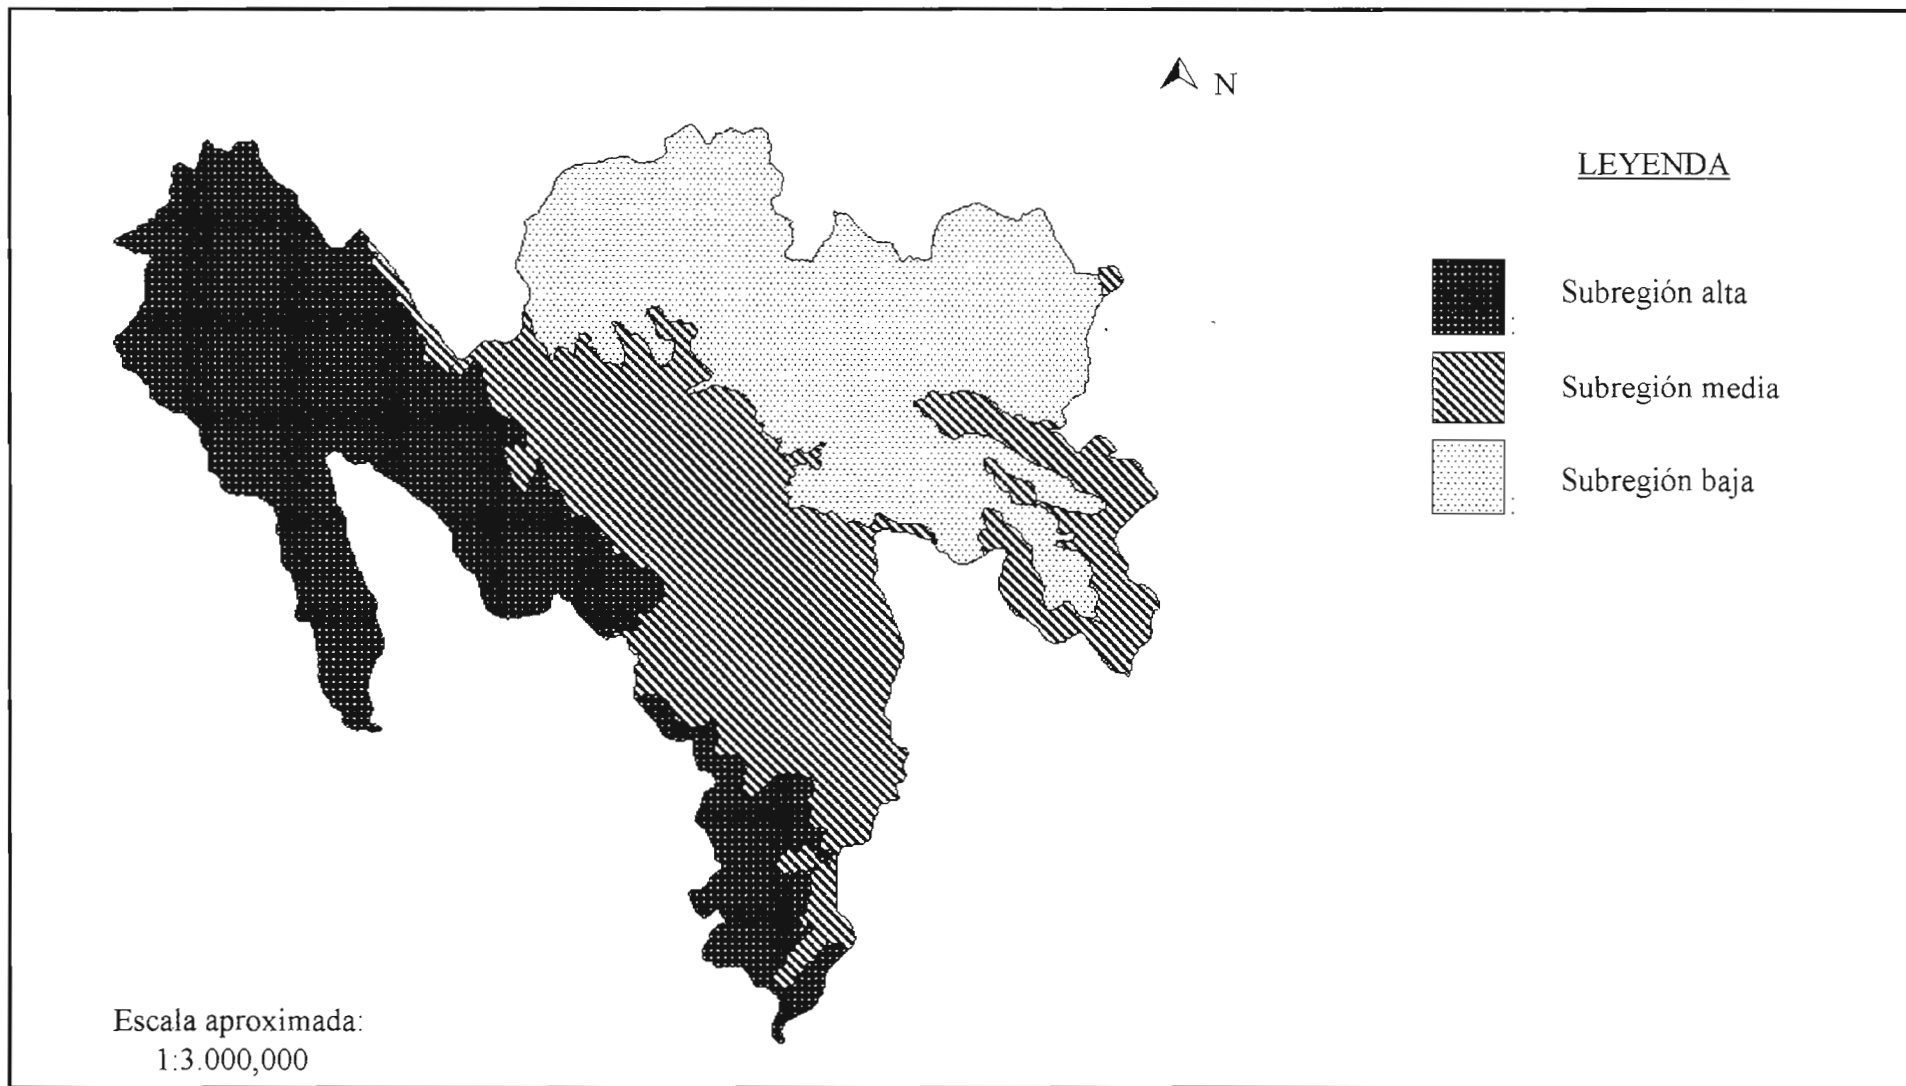 N
LEYENDA
Subregión alta
:
Subregión media
Subregión baja
:
Escala aproximada:
1:3.000,000